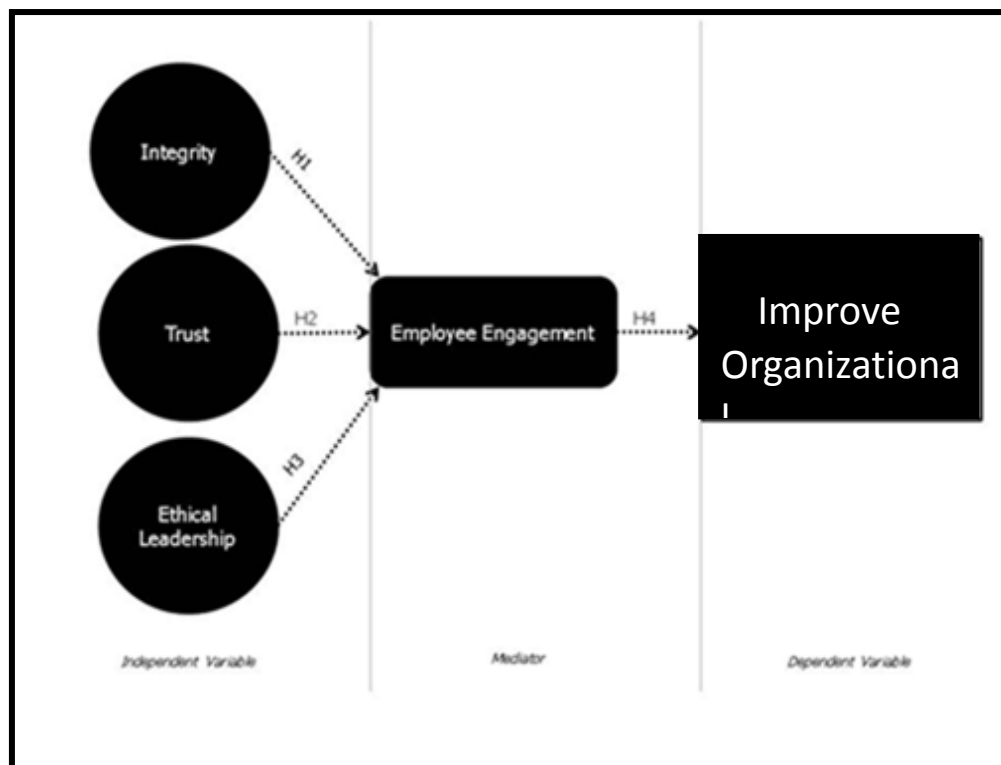 Integrity
H1
Trust
H2
Employee Engagement
H4
Improve
Organizationa
l
H3
Ethical
Leadership
Independent Variable
Mediator
Dependent Variable